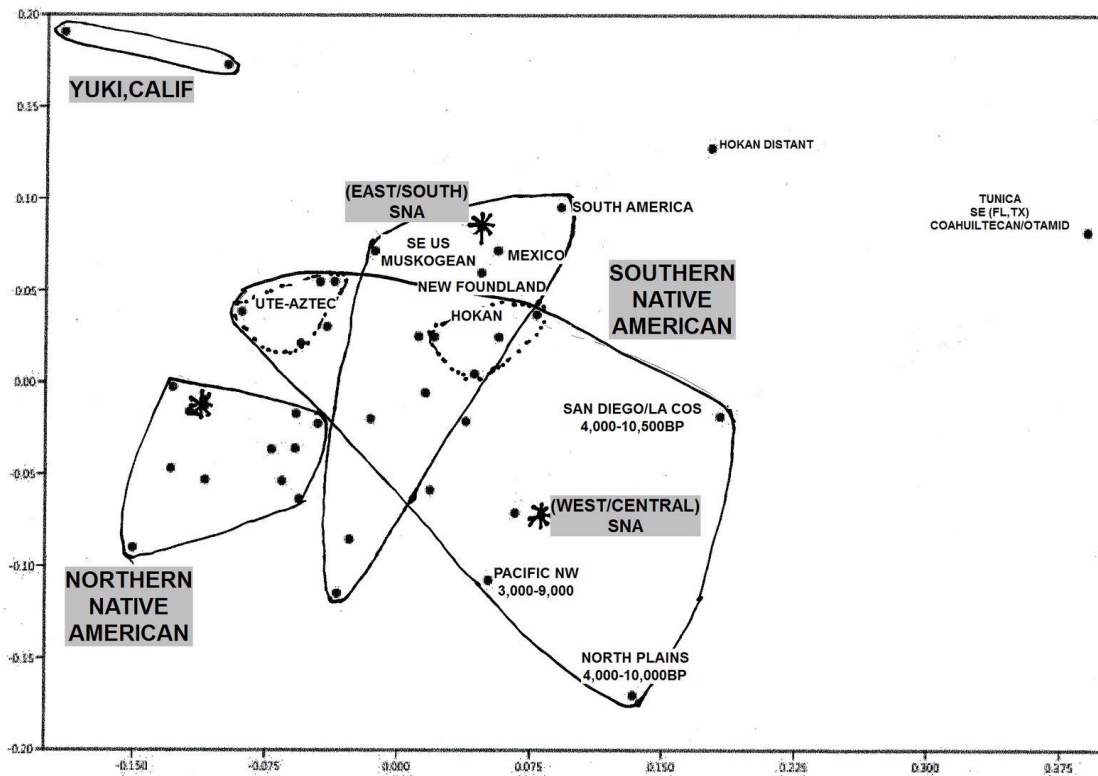 0.20
YUKI,CALIF
0.15
HOKAN DISTANT
0.10
(EAST/SOUTH)
SNA
SOUTH AMERICA
TUNICA
SE (FL,TX)
COAHUILTECAN/OTAMID
SE US
MUSKOGEAN
MEXICO
SOUTHERN
NATIVE
AMERICAN
0.05
UTE-AZTEC
NEW FOUNDLAND
HOKAN
0.00
SAN DIEGO/LA COS
4,000-10,500BP
-0.05
(WEST/CENTRAL)
SNA
-0.10
PACIFIC NW
3,000-9,000
NORTHERN
NATIVE
AMERICAN
-0.15
NORTH PLAINS
4,000-10,000BP
-0.20
-0.150
-0.075
0.000
0.075
0.150
0.225
0.300
0.375